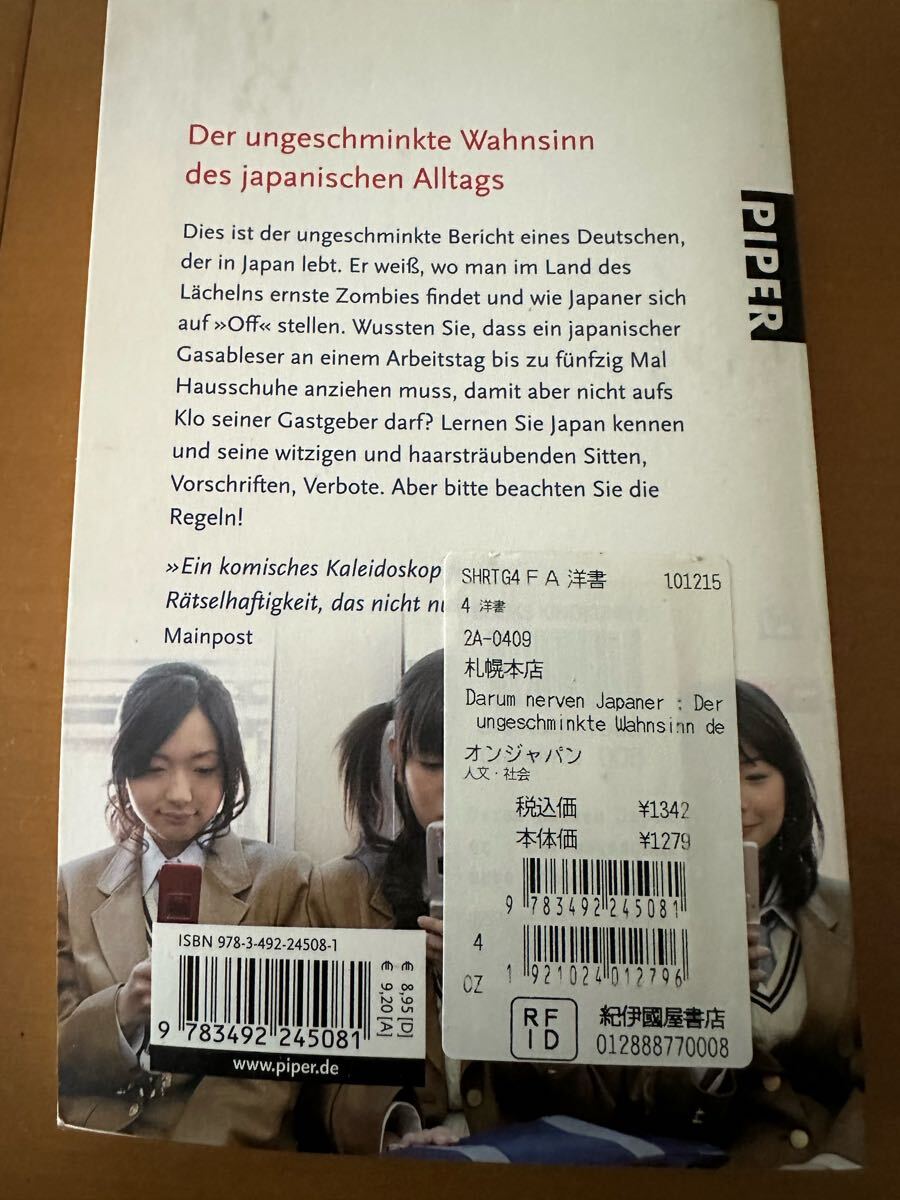 Der ungeschminkte Wahnsinn
des japanischen Alltags
Dies ist der ungeschminkte Bericht eines Deutschen,
der in Japan lebt. Er weiß, wo man im Land des
Lächelns ernste Zombies findet und wie Japaner sich
auf »Off« stellen. Wussten Sie, dass ein japanischer
Gasableser an einem Arbeitstag bis zu fünfzig Mal
Hausschuhe anziehen muss, damit aber nicht aufs
Klo seiner Gastgeber darf? Lernen Sie Japan kennen
und seine witzigen und haarsträubenden Sitten,
Vorschriften, Verbote. Aber bitte beachten Sie die
Regeln!
»Ein komisches Kaleidoskop
Rätselhaftigkeit, das nicht
Mainpost
PIPER
SHRTG4 F A 洋書 101215
4 洋書
2A-0409
札幌本店
Darum nerven Japaner : Der
ungeschminkte Wahnsinn de
オンジャパン
人文・社会
税込価 ¥1342
本体価 ¥1279
9 783492 245081
4
CZ
1 921024 012796
RF
ID
紀伊國屋書店
012888770008
ISBN 978-3-492-24508-1
9 783492 245081
€ 8,95 [D]
€ 9,20 [A]
www.piper.de